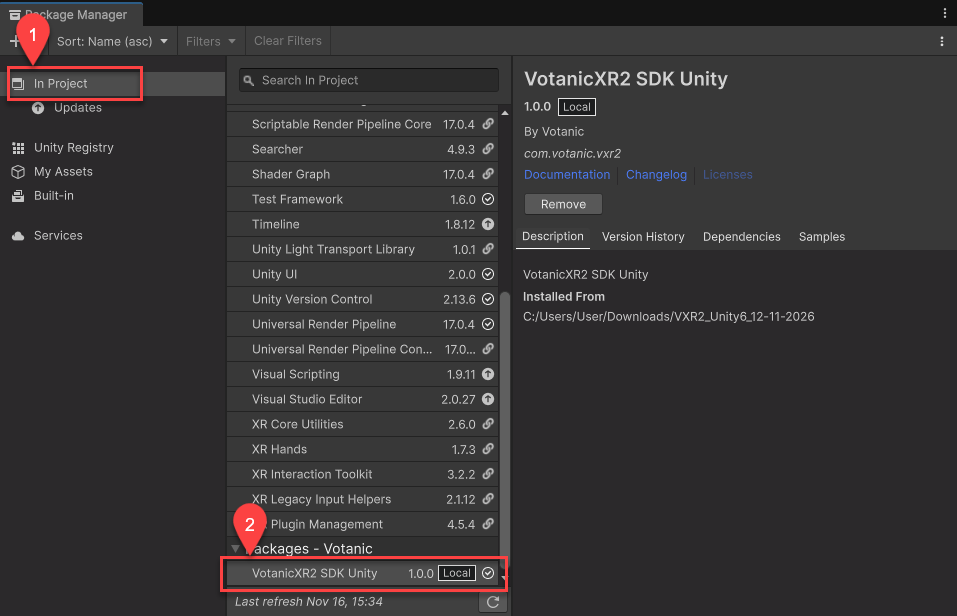 Package Manager
1
Sort: Name (asc)
Filters
Clear Filters
In Project
Updates
Unity Registry
My Assets
Built-in
Services
Search In Project
Scriptable Render Pipeline Core 17.0.4
Searcher 4.9.3
Shader Graph 17.0.4
Test Framework 1.6.0
Timeline 1.8.12
Unity Light Transport Library 1.0.1
Unity UI 2.0.0
Unity Version Control 2.13.6
Universal Render Pipeline 17.0.4
Universal Render Pipeline Con... 17.0...
Visual Scripting 1.9.11
Visual Studio Editor 2.0.27
XR Core Utilities 2.6.0
XR Hands 1.7.3
XR Interaction Toolkit 3.2.2
XR Legacy Input Helpers 2.1.12
Plugin Management 4.5.4
2
Packages - Votanic
VotanicXR2 SDK Unity 1.0.0 Local
Last refresh Nov 16, 15:34
VotanicXR2 SDK Unity
1.0.0 Local
By Votanic
com.votanic.vxr2
Documentation Changelog Licenses
Remove
Description Version History Dependencies Samples
VotanicXR2 SDK Unity
Installed From
C:/Users/User/Downloads/VXR2_Unity6_12-11-2026